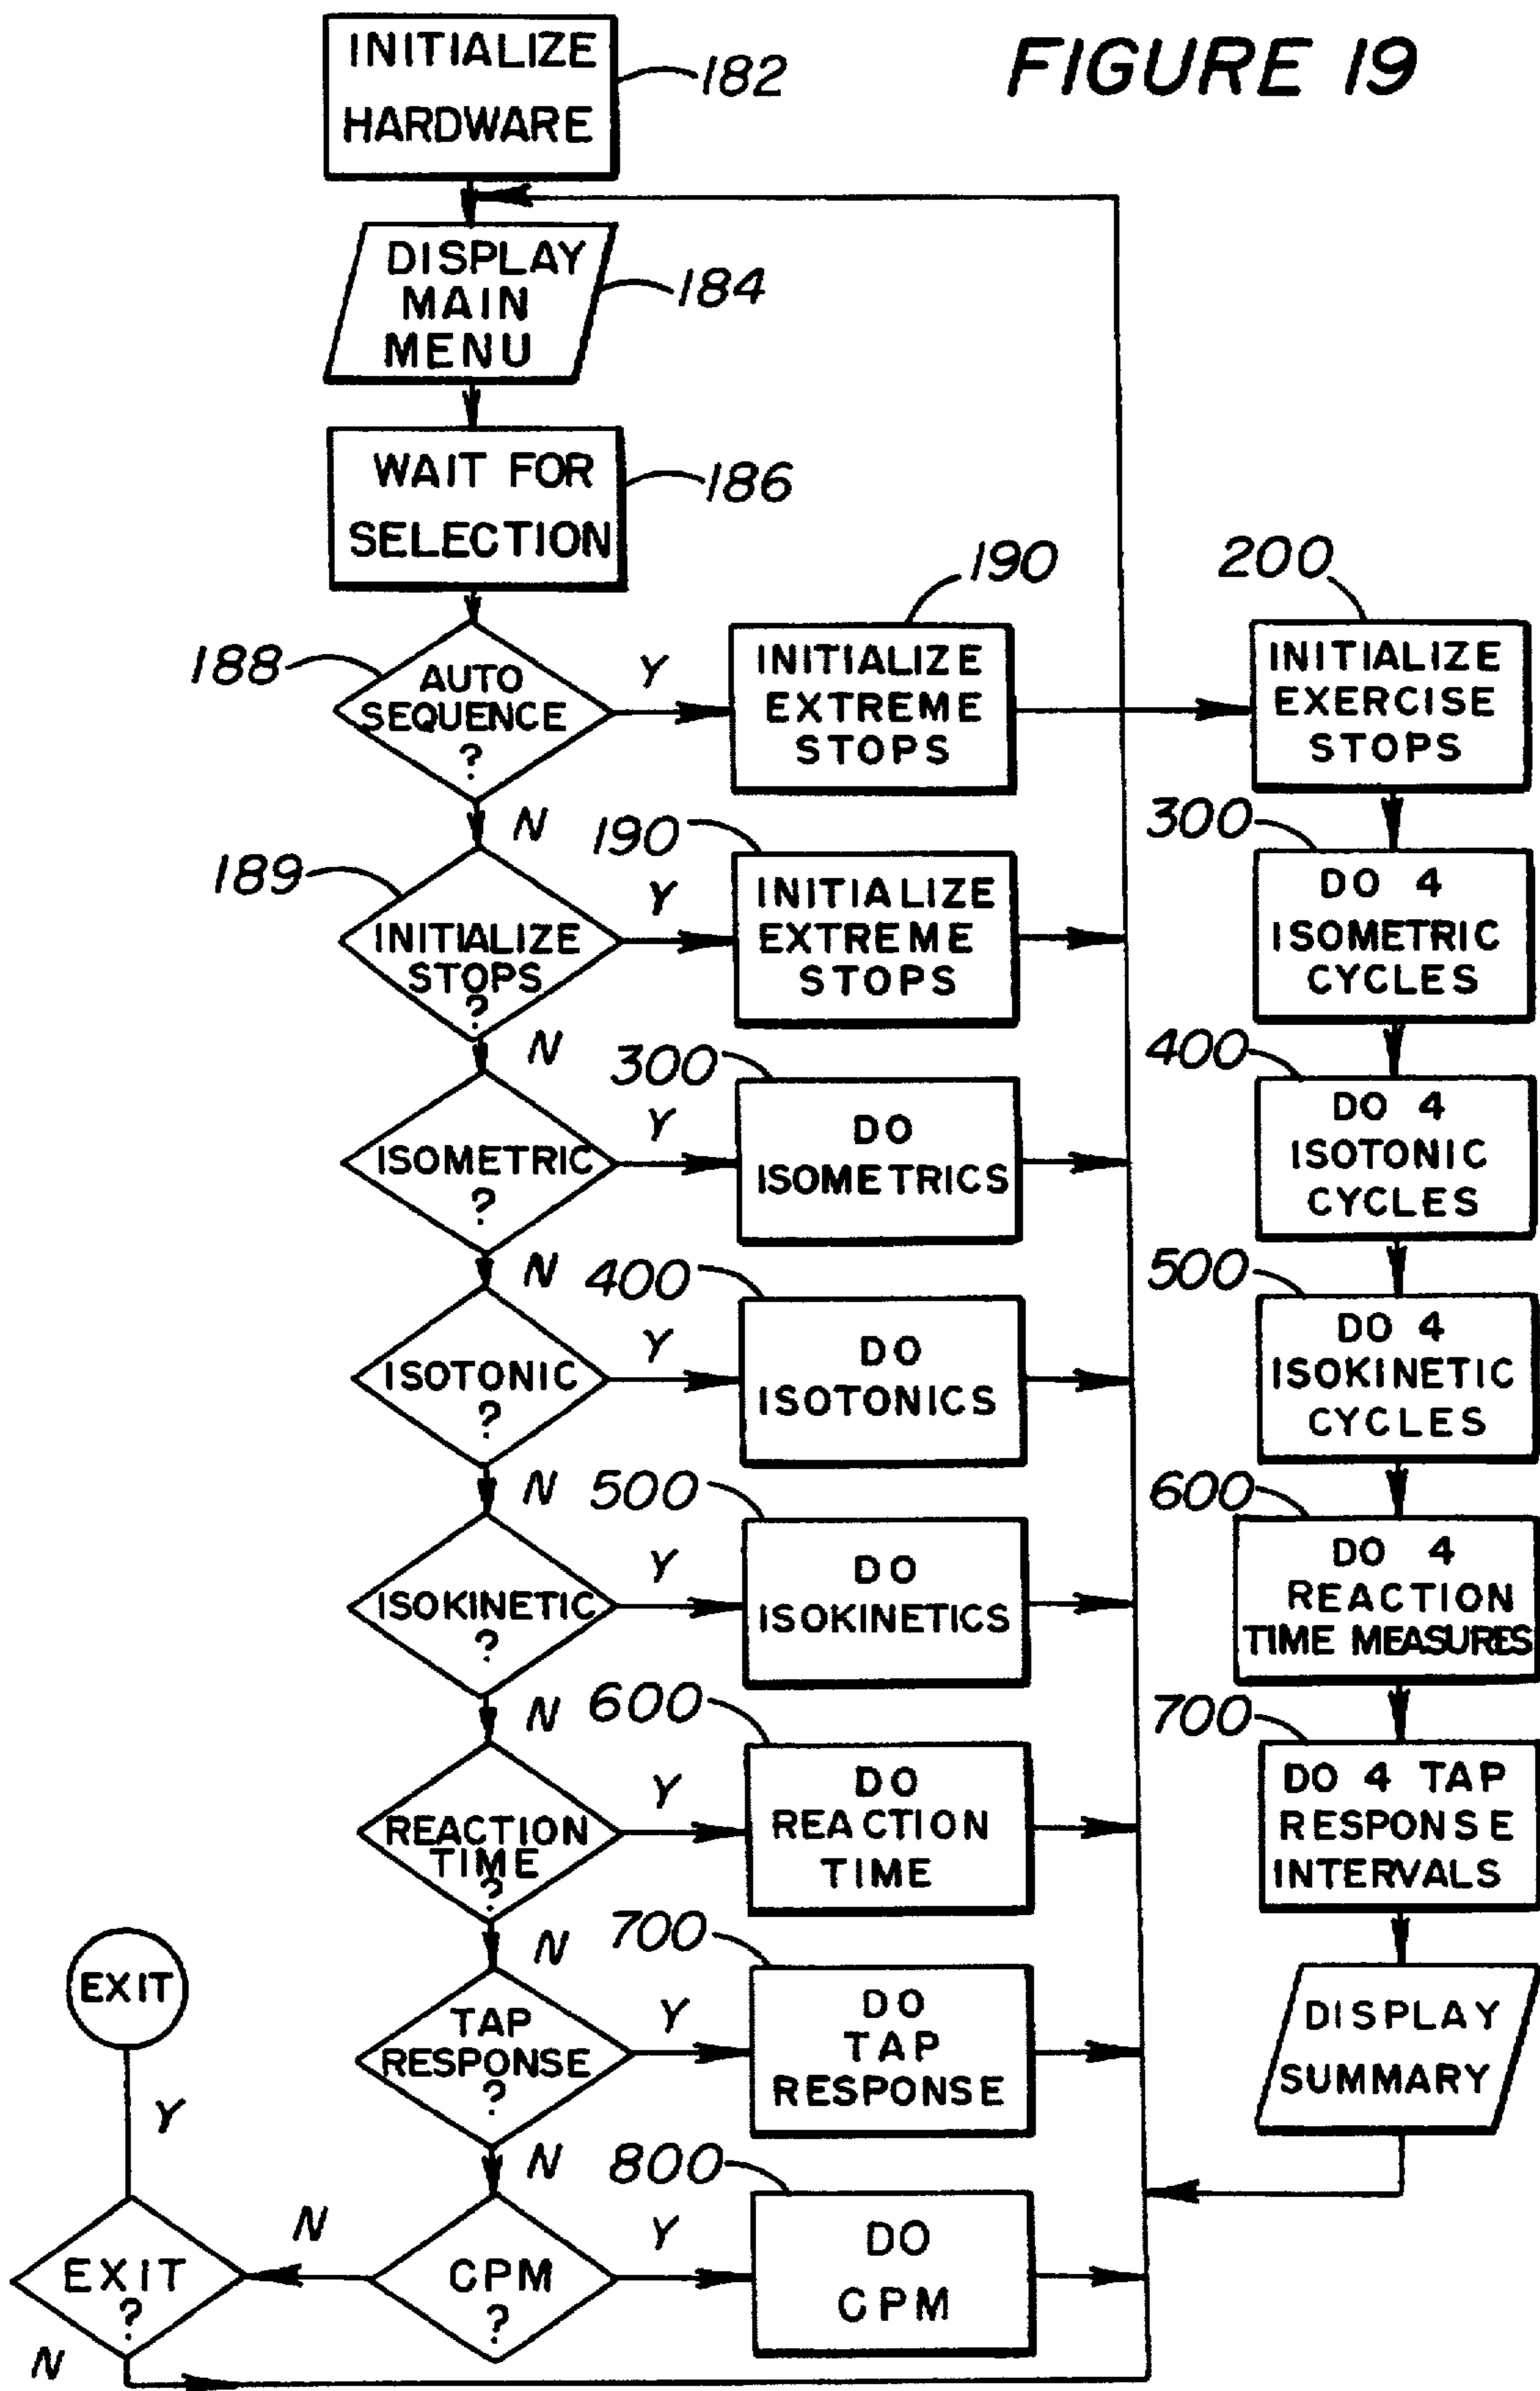 FIGURE 19
INITIALIZE
HARDWARE
182
DISPLAY
MAIN
MENU
184
WAIT FOR
SELECTION
186
188
AUTO
SEQUENCE
?
Y
190
INITIALIZE
EXTREME
STOPS
200
INITIALIZE
EXERCISE
STOPS
N
189
INITIALIZE
STOPS
?
Y
190
INITIALIZE
EXTREME
STOPS
300
DO 4
ISOMETRIC
CYCLES
N
ISOMETRIC
?
Y
300
DO
ISOMETRICS
400
DO 4
ISOTONIC
CYCLES
N
ISOTONIC
?
Y
400
DO
ISOTONICS
500
DO 4
ISOKINETIC
CYCLES
N
ISOKINETIC
?
Y
500
DO
ISOKINETICS
600
DO 4
REACTION
TIME MEASURES
N
REACTION
TIME
?
Y
600
DO
REACTION
TIME
700
DO 4 TAP
RESPONSE
INTERVALS
N
TAP
RESPONSE
?
Y
700
DO
TAP
RESPONSE
DISPLAY
SUMMARY
N
CPM
?
Y
800
DO
CPM
N
EXIT
?
Y
EXIT
N